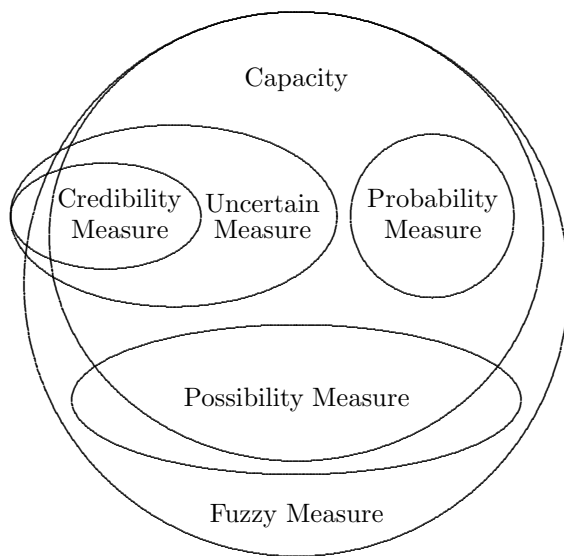 Capacity
Credibility
Measure
Uncertain
Measure
Probability
Measure
Possibility Measure
Fuzzy Measure